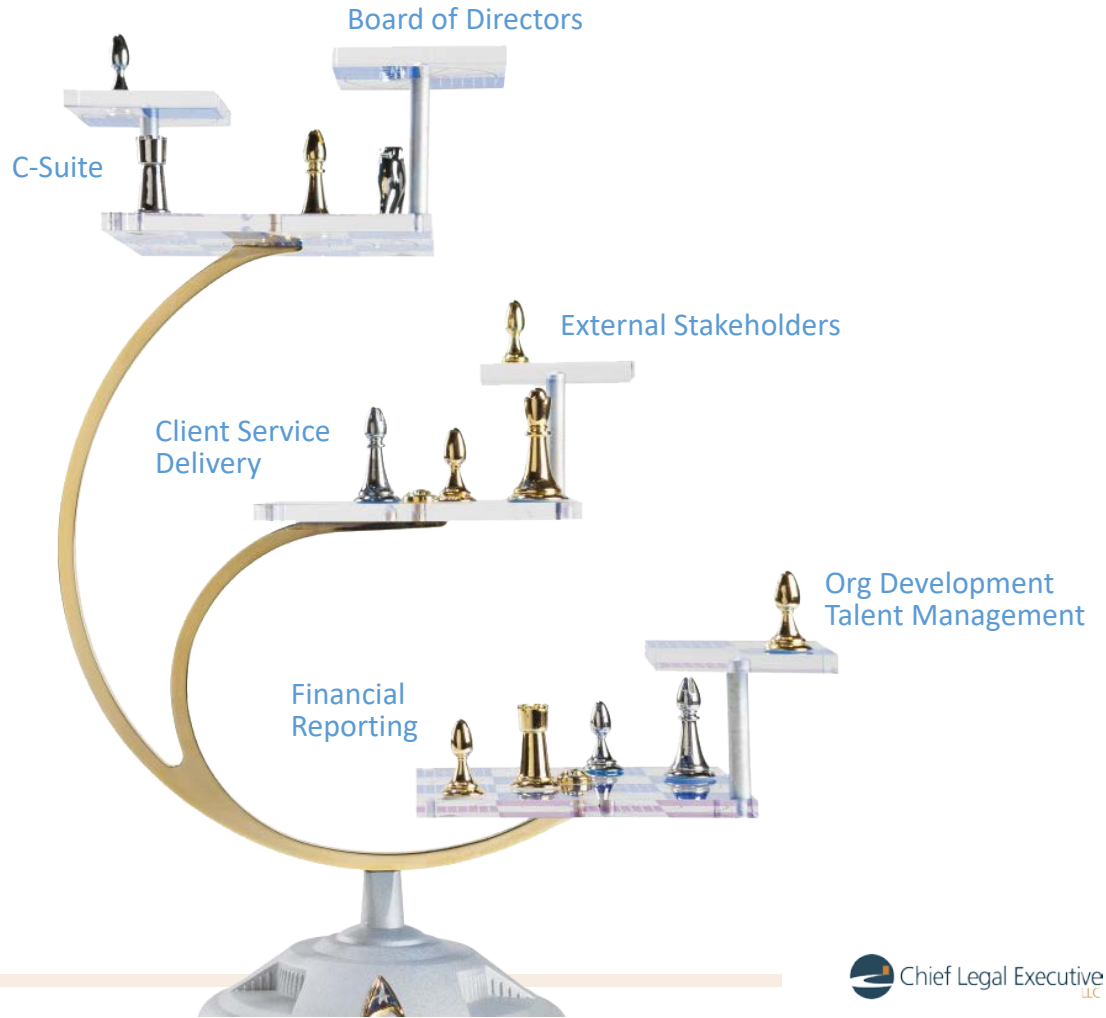 Board of Directors
C-Suite
External Stakeholders
Client Service
Delivery
Org Development
Talent Management
Financial
Reporting
Chief Legal Executive
LLC